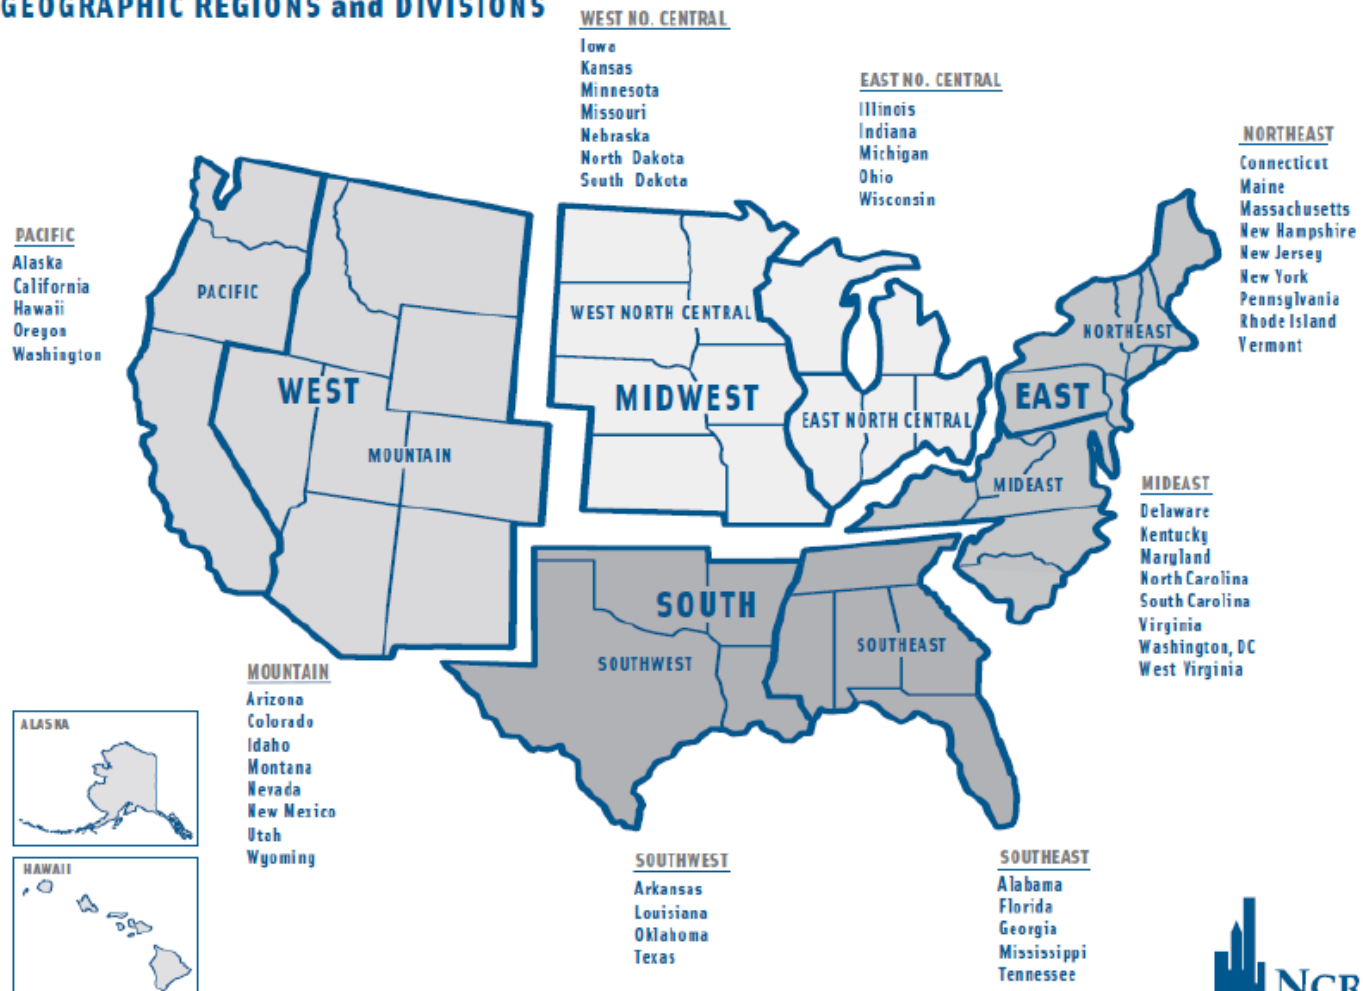 GEOGRAPHIC REGIONS and DIVISIONS
WEST NO. CENTRAL
Iowa
Kansas
Minnesota
Missouri
Nebraska
North Dakota
South Dakota
EAST NO. CENTRAL
Illinois
Indiana
Michigan
Ohio
Wisconsin
NORTHEAST
Connecticut
Maine
Massachusetts
New Hampshire
New Jersey
New York
Pennsylvania
Rhode Island
Vermont
PACIFIC
Alaska
California
Hawaii
Oregon
Washington
PACIFIC
WEST
MOUNTAIN
WEST NORTH CENTRAL
MIDWEST
EAST NORTH CENTRAL
NORTHEAST
EAST
MIDEAST
SOUTH
SOUTHWEST
SOUTHEAST
MIDEAST
Delaware
Kentucky
Maryland
North Carolina
South Carolina
Virginia
Washington, DC
West Virginia
MOUNTAIN
Arizona
Colorado
Idaho
Montana
Nevada
New Mexico
Utah
Wyoming
ALASKA
HAWAII
SOUTHWEST
Arkansas
Louisiana
Oklahoma
Texas
SOUTHEAST
Alabama
Florida
Georgia
Mississippi
Tennessee
NCR